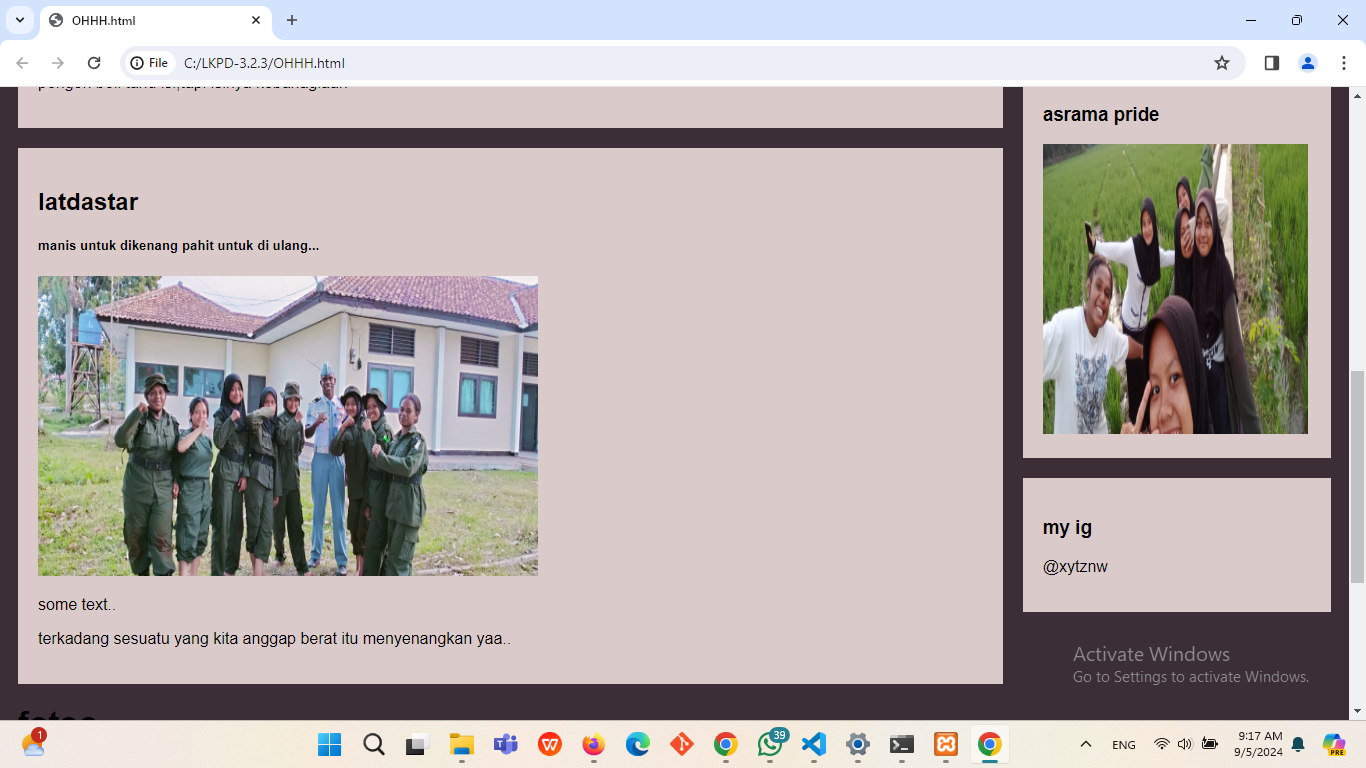 OHHH.html
File
C:/LKPD-3.2.3/OHHH.html
asrama pride
latdastar
manis untuk dikenang pahit untuk di ulang...
some text..
terkadang sesuatu yang kita anggap berat itu menyenangkan yaa..
my ig
@xytznw
Activate Windows
Go to Settings to activate Windows.
1
39
ENG
9:17 AM
9/5/2024
PRE